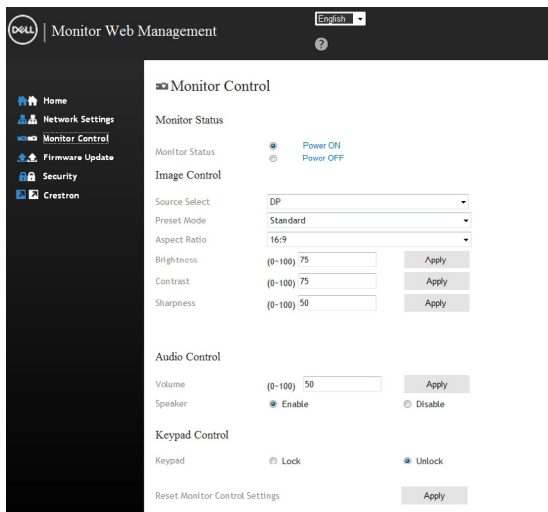 DELL Monitor Web Management
English
?
Home
Network Settings
Monitor Control
Firmware Update
Security
Crestron
Monitor Control
Monitor Status
Monitor Status Power ON
Power OFF
Image Control
Source Select DP
Preset Mode Standard
Aspect Ratio 16:9
Brightness (0~100) 75 Apply
Contrast (0~100) 75 Apply
Sharpness (0~100) 50 Apply
Audio Control
Volume (0~100) 50 Apply
Speaker Enable Disable
Keypad Control
Keypad Lock Unlock
Reset Monitor Control Settings Apply